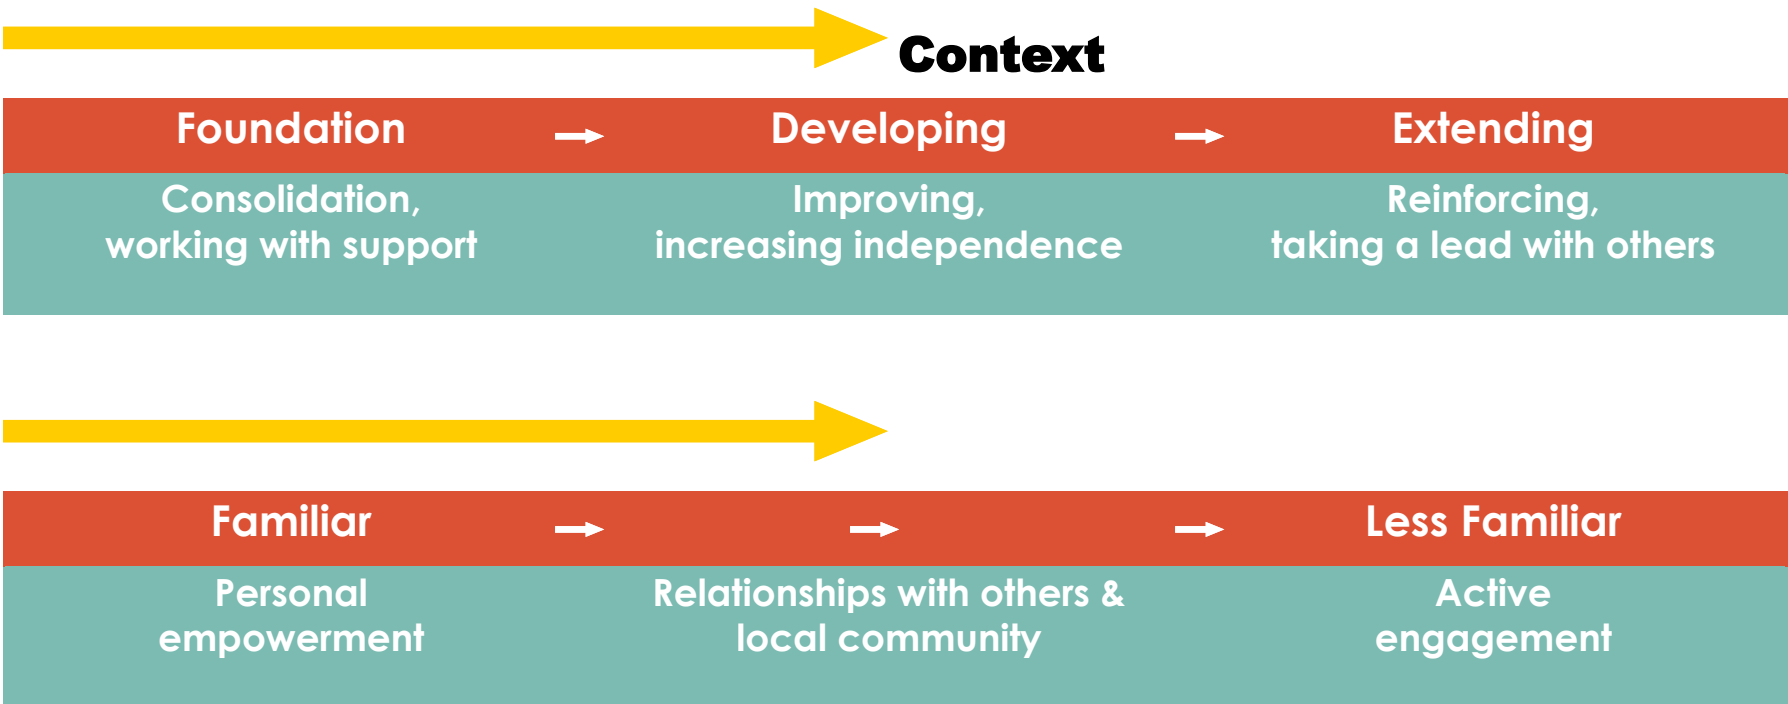 Context
Foundation → Developing → Extending
Consolidation,
working with support
Improving,
increasing independence
Reinforcing,
taking a lead with others
Familiar → → → Less Familiar
Personal
empowerment
Relationships with others &
local community
Active
engagement